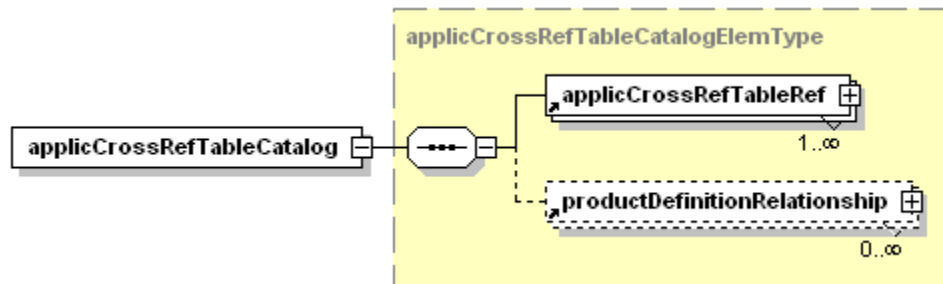 applicCrossRefTableCatalogElemType
applicCrossRefTableRef
1..∞
applicCrossRefTableCatalog
productDefinitionRelationship
0..∞